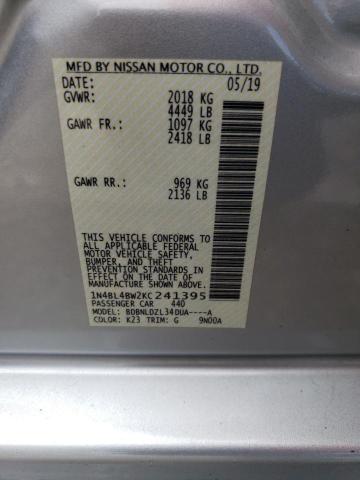 MFD BY NISSAN MOTOR CO., LTD.
DATE: 05/19
GVWR: 2018 KG
4449 LB
GAWR FR.: 1097 KG
2418 LB
GAWR RR.: 969 KG
2136 LB
THIS VEHICLE CONFORMS TO
ALL APPLICABLE FEDERAL
MOTOR VEHICLE SAFETY,
BUMPER, AND THEFT
PREVENTION STANDARDS IN
EFFECT ON THE DATE
OF MANUFACTURE SHOWN ABOVE.
1N4BL4BW2KC241395
PASSENGER CAR 440
MODEL: BDBNLDZL34DUA----A
COLOR: K23 TRIM: G 9N00A